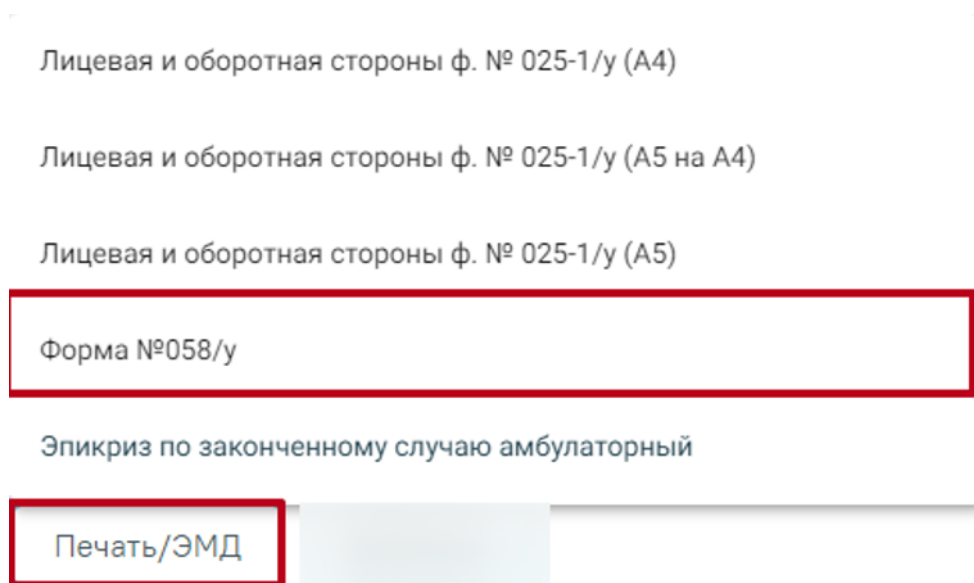 Лицевая и оборотная стороны ф. № 025-1/у (А4)
Лицевая и оборотная стороны ф. № 025-1/у (А5 на А4)
Лицевая и оборотная стороны ф. № 025-1/у (А5)
Форма №058/у
Эпикриз по законченному случаю амбулаторный
Печать/ЭМД